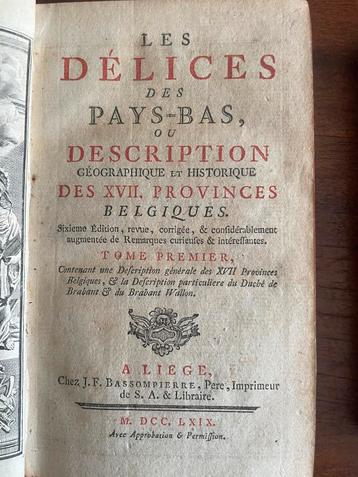 LES
DÉLICES
DES
PAYS-BAS,
OU
DESCRIPTION
GÉOGRAPHIQUE ET HISTORIQUE
DES XVII. PROVINCES
BELGIQUES.
Sixieme Édition, revue, corrigée, & considérablement
augmentée de Remarques curieuses & intéressantes.
TOME PREMIER,
Contenant une Description générale des XVII Provinces
Belgiques, & la Description particuliere du Duché de
Brabant & du Brabant Wallon.
A LIEGE,
Chez J. F. BASSOMPIERRE, Pere, Imprimeur
de S. A. & Libraire.
M. DCC. LXIX.
Avec Approbation & Permission.